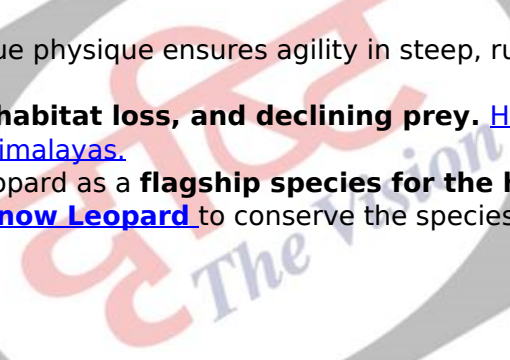 ue physique ensures agility in steep, ru
habitat loss, and declining prey. H
imalayas.
opard as a flagship species for the h
now Leopard to conserve the species
दृष्टि
The Vision